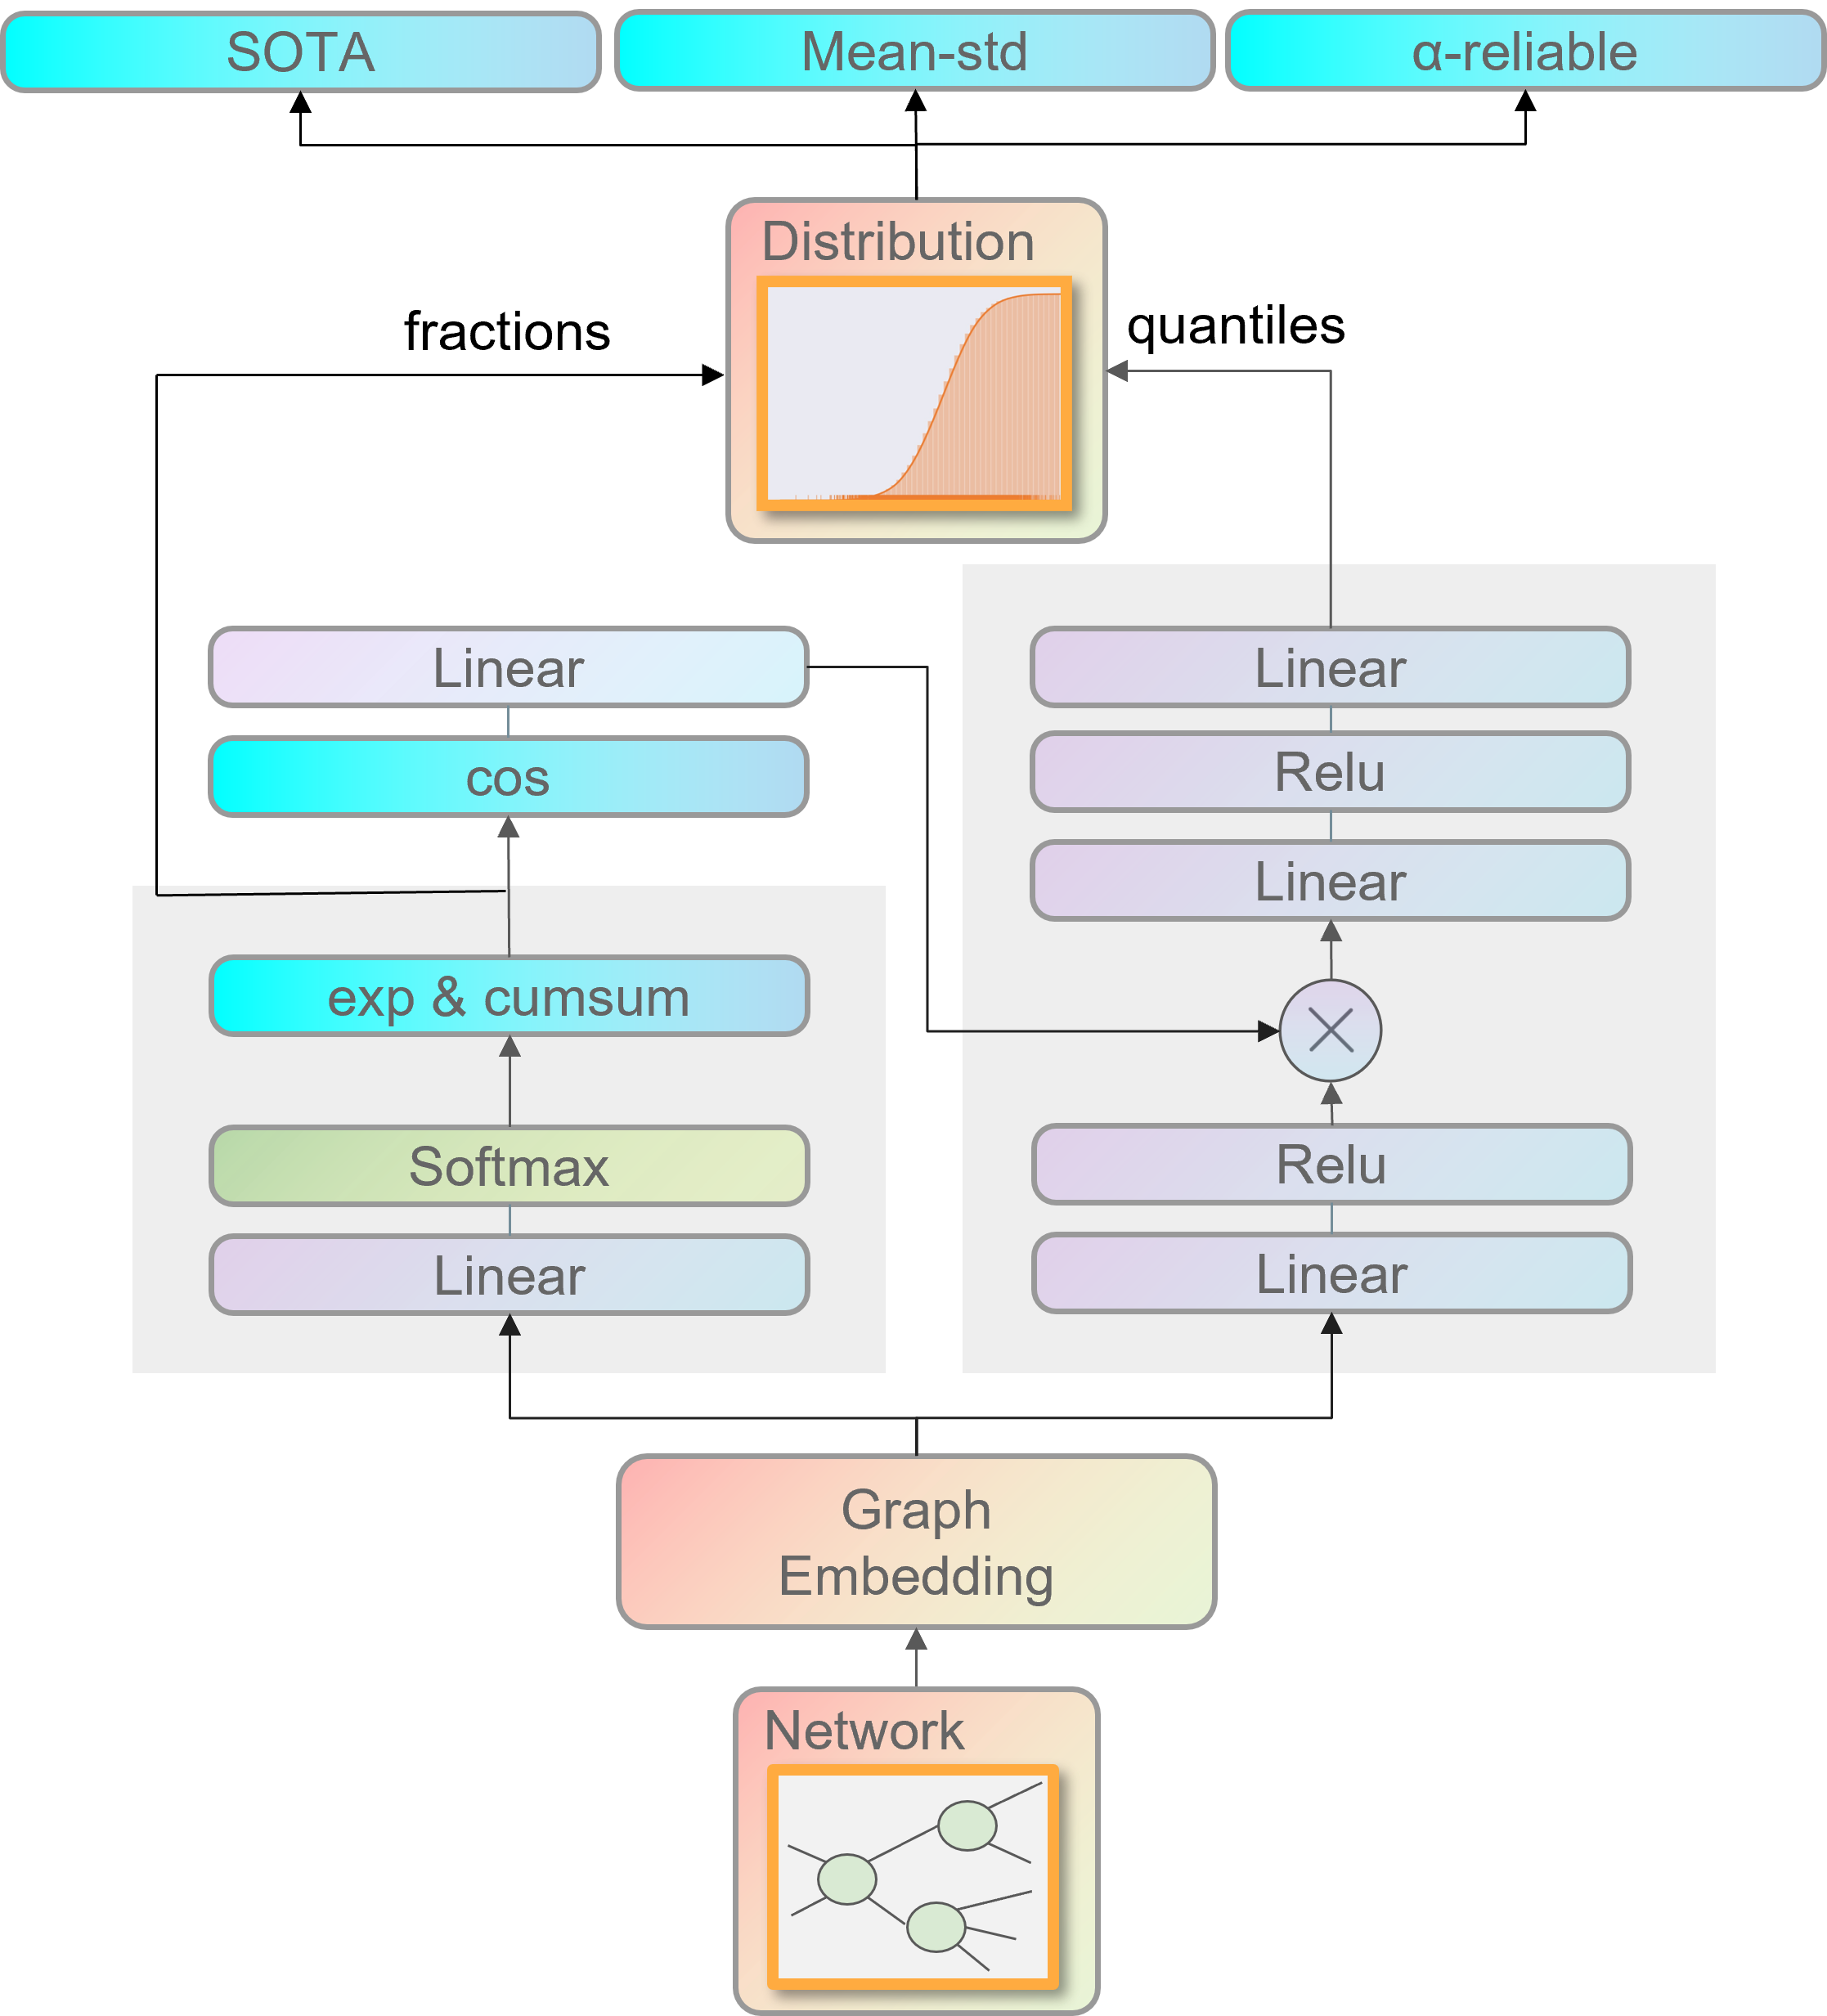 SOTA
Mean-std
α-reliable
Distribution
fractions
quantiles
Linear
cos
exp & cumsum
Softmax
Linear
Linear
Relu
Linear
Relu
Linear
Graph
Embedding
Network